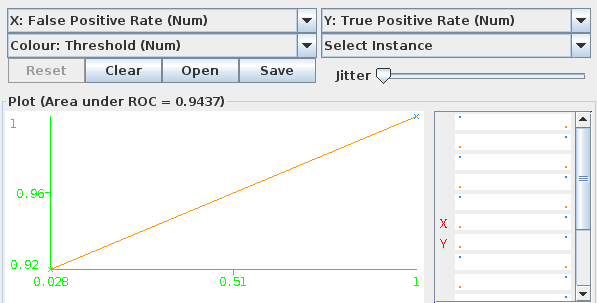 X: False Positive Rate (Num)
Y: True Positive Rate (Num)
Colour: Threshold (Num)
Select Instance
Reset
Clear
Open
Save
Jitter
Plot (Area under ROC = 0.9437)
1
0.96
0.92
0.028
0.51
1
X
Y